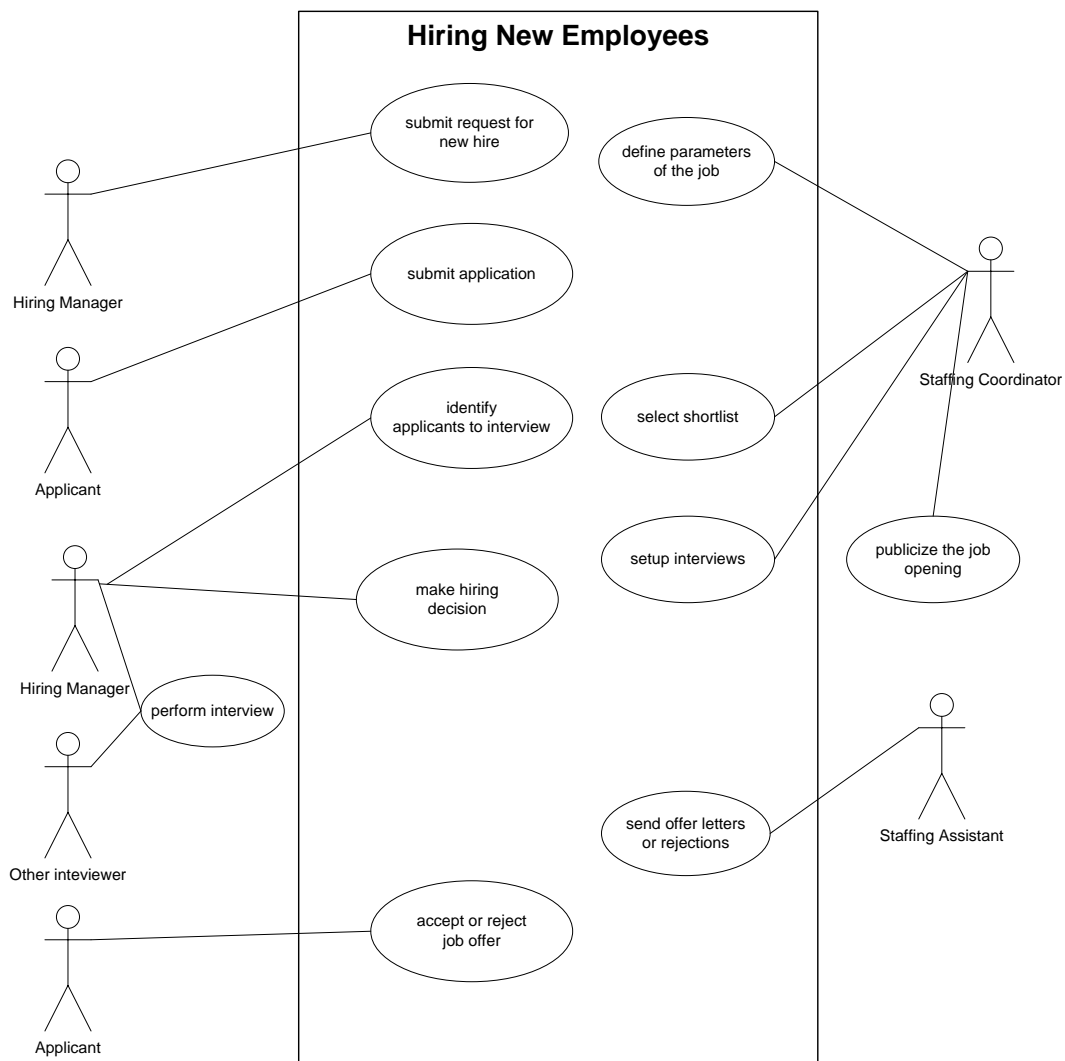 Hiring New Employees
submit request for
new hire
define parameters
of the job
Hiring Manager
submit application
Staffing Coordinator
Applicant
identify
applicants to interview
select shortlist
setup interviews
publicize the job
opening
make hiring
decision
Hiring Manager
perform interview
Other inteviewer
send offer letters
or rejections
Staffing Assistant
accept or reject
job offer
Applicant